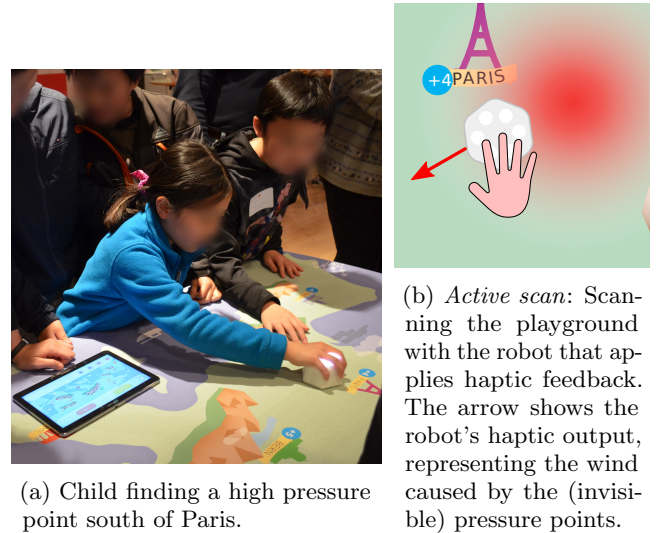 +4 PARIS
BERN
(a) Child finding a high pressure
point south of Paris.
(b) Active scan: Scan-
ning the playground
with the robot that ap-
plies haptic feedback.
The arrow shows the
robot's haptic output,
representing the wind
caused by the (invisi-
ble) pressure points.